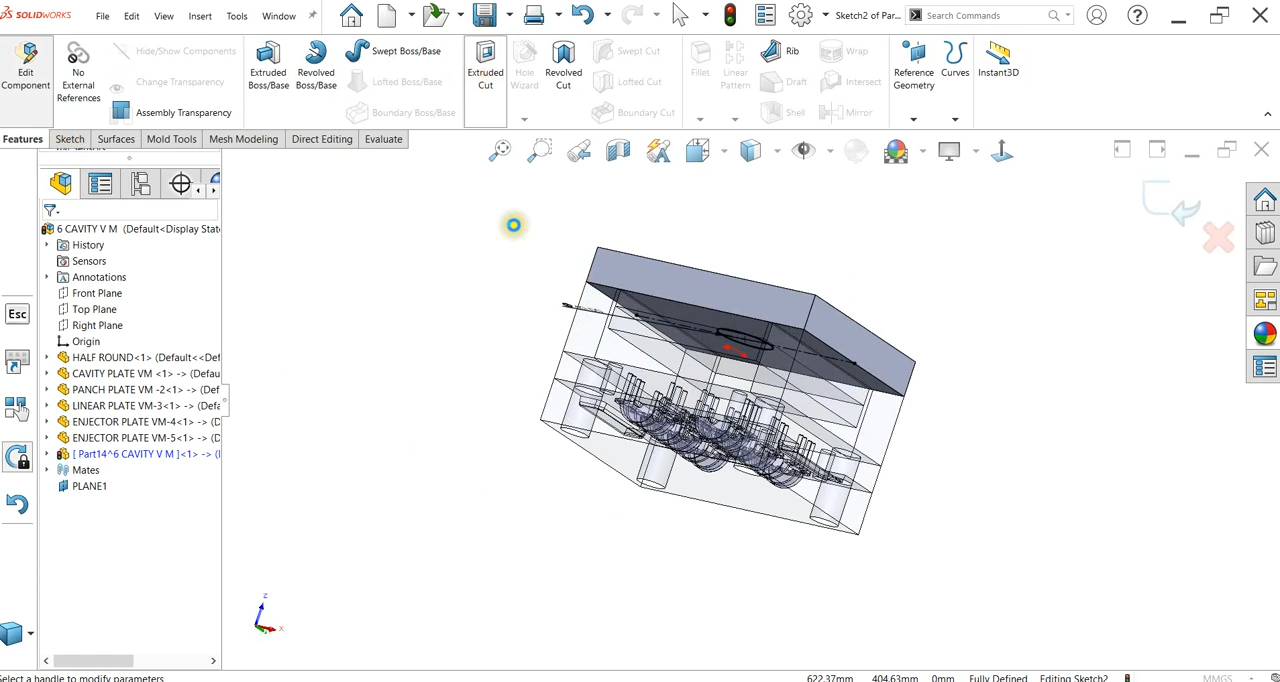 SOLIDWORKS File Edit View Insert Tools Window Sketch2 of Par... Search Commands
Edit Component
No External References
Hide/Show Components
Change Transparency
Assembly Transparency
Extruded Boss/Base
Revolved Boss/Base
Swept Boss/Base
Lofted Boss/Base
Boundary Boss/Base
Extruded Cut
Hole Wizard
Revolved Cut
Swept Cut
Lofted Cut
Boundary Cut
Fillet
Linear Pattern
Rib
Draft
Shell
Wrap
Intersect
Mirror
Reference Geometry
Curves
Instant3D
Features Sketch Surfaces Mold Tools Mesh Modeling Direct Editing Evaluate
6 CAVITY V M (Default<Display State
History
Sensors
Annotations
Front Plane
Top Plane
Right Plane
Origin
HALF ROUND<1> (Default<<Def
CAVITY PLATE VM <1> -> (Defau
PANCH PLATE VM -2<1> -> (Def
LINEAR PLATE VM-3<1> -> (Defa
ENJECTOR PLATE VM-4<1> -> (D
ENJECTOR PLATE VM-5<1> -> (D
[ Part14^6 CAVITY V M ]<1> -> (
Mates
PLANE1
Esc
z
x
Select a handle to modify parameters 622.37mm 404.63mm 0mm Fully Defined Editing Sketch2 MMGS